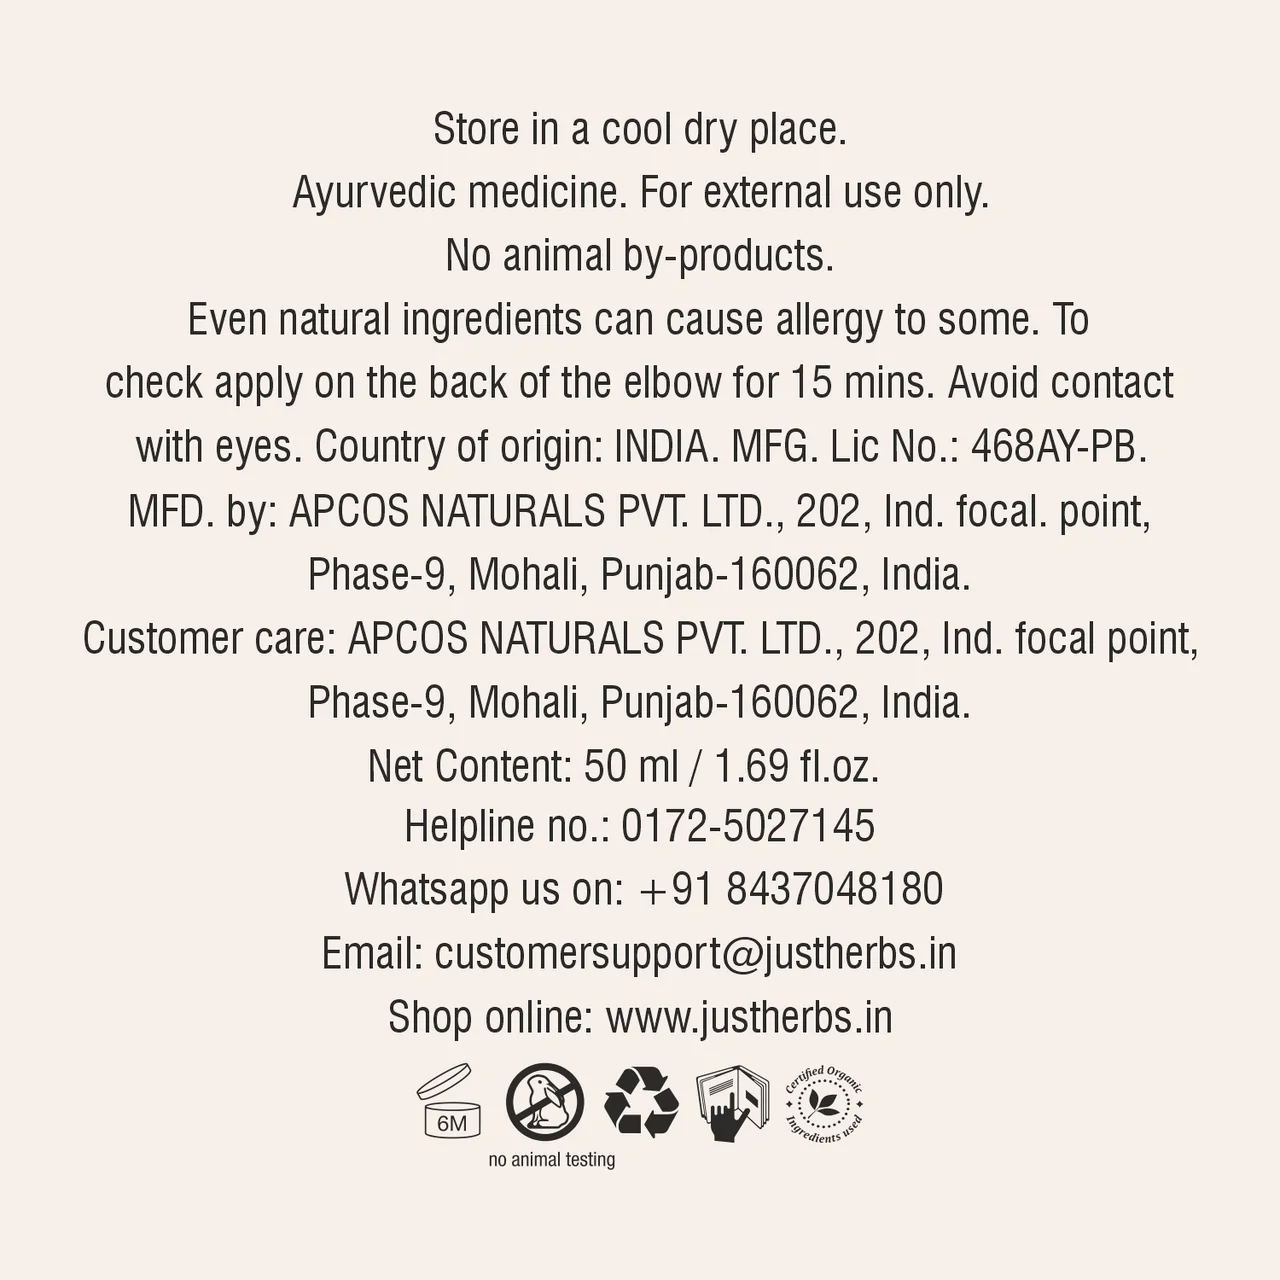 Store in a cool dry place.
Ayurvedic medicine. For external use only.
No animal by-products.
Even natural ingredients can cause allergy to some. To
check apply on the back of the elbow for 15 mins. Avoid contact
with eyes. Country of origin: INDIA. MFG. Lic No.: 468AY-PB.
MFD. by: APCOS NATURALS PVT. LTD., 202, Ind. focal. point,
Phase-9, Mohali, Punjab-160062, India.
Customer care: APCOS NATURALS PVT. LTD., 202, Ind. focal point,
Phase-9, Mohali, Punjab-160062, India.
Net Content: 50 ml / 1.69 fl.oz.
Helpline no.: 0172-5027145
Whatsapp us on: +91 8437048180
Email: customersupport@justherbs.in
Shop online: www.justherbs.in
6M
no animal testing
Certified Organic
Ingredients used